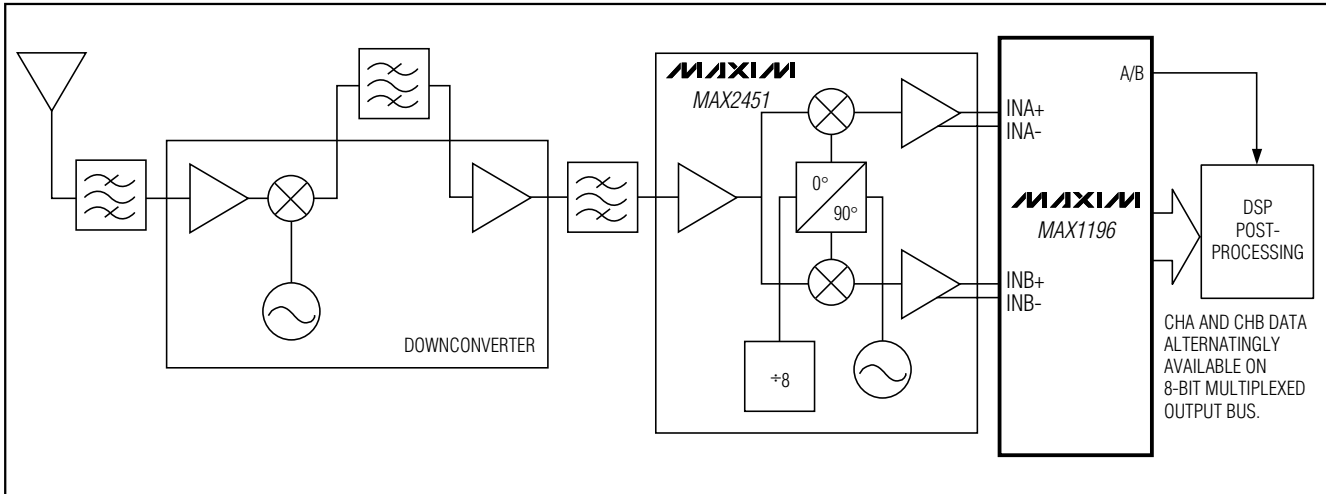 DOWNCONVERTER
MAXIM
MAX2451
0°
90°
÷8
INA+
INA-
INB+
INB-
A/B
MAXIM
MAX1196
DSP
POST-
PROCESSING
CHA AND CHB DATA
ALTERNATINGLY
AVAILABLE ON
8-BIT MULTIPLEXED
OUTPUT BUS.